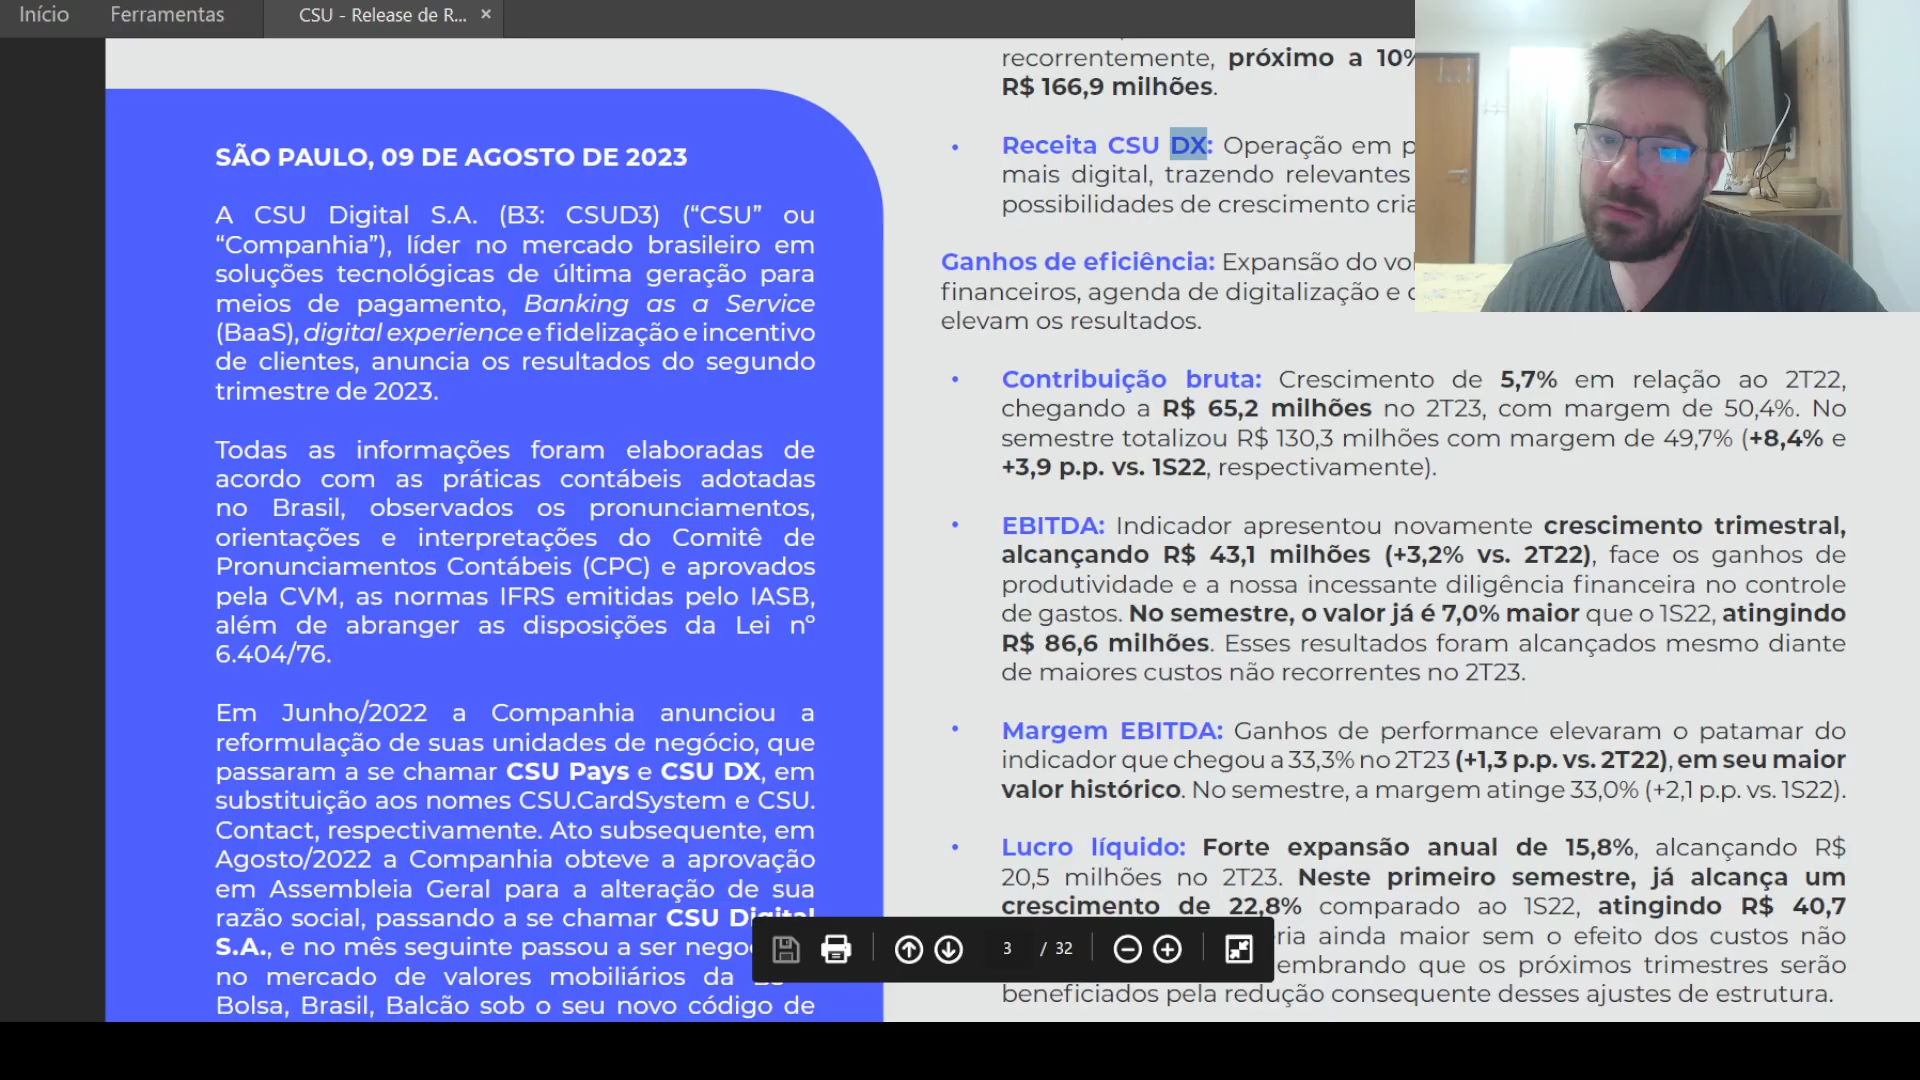 Início
Ferramentas
CSU - Release de R...
×
SÃO PAULO, 09 DE AGOSTO DE 2023
A CSU Digital S.A. (B3: CSUD3) (“CSU” ou
“Companhia”), líder no mercado brasileiro em
soluções tecnológicas de última geração para
meios de pagamento, Banking as a Service
(BaaS), digital experience e fidelização e incentivo
de clientes, anuncia os resultados do segundo
trimestre de 2023.
Todas as informações foram elaboradas de
acordo com as práticas contábeis adotadas
no Brasil, observados os pronunciamentos,
orientações e interpretações do Comitê de
Pronunciamentos Contábeis (CPC) e aprovados
pela CVM, as normas IFRS emitidas pelo IASB,
além de abranger as disposições da Lei nº
6.404/76.
Em Junho/2022 a Companhia anunciou a
reformulação de suas unidades de negócio, que
passaram a se chamar CSU Pays e CSU DX, em
substituição aos nomes CSU.CardSystem e CSU.
Contact, respectivamente. Ato subsequente, em
Agosto/2022 a Companhia obteve a aprovação
em Assembleia Geral para a alteração de sua
razão social, passando a se chamar CSU Digital
S.A., e no mês seguinte passou a ser nego
no mercado de valores mobiliários da
Bolsa, Brasil, Balcão sob o seu novo código de
recorrentemente, próximo a 10%
R$ 166,9 milhões.
• Receita CSU DX: Operação em p
mais digital, trazendo relevantes
possibilidades de crescimento cria
Ganhos de eficiência: Expansão do vo
financeiros, agenda de digitalização e
elevam os resultados.
• Contribuição bruta: Crescimento de 5,7% em relação ao 2T22,
chegando a R$ 65,2 milhões no 2T23, com margem de 50,4%. No
semestre totalizou R$ 130,3 milhões com margem de 49,7% (+8,4% e
+3,9 p.p. vs. 1S22, respectivamente).
• EBITDA: Indicador apresentou novamente crescimento trimestral,
alcançando R$ 43,1 milhões (+3,2% vs. 2T22), face os ganhos de
produtividade e a nossa incessante diligência financeira no controle
de gastos. No semestre, o valor já é 7,0% maior que o 1S22, atingindo
R$ 86,6 milhões. Esses resultados foram alcançados mesmo diante
de maiores custos não recorrentes no 2T23.
• Margem EBITDA: Ganhos de performance elevaram o patamar do
indicador que chegou a 33,3% no 2T23 (+1,3 p.p. vs. 2T22), em seu maior
valor histórico. No semestre, a margem atinge 33,0% (+2,1 p.p. vs. 1S22).
• Lucro líquido: Forte expansão anual de 15,8%, alcançando R$
20,5 milhões no 2T23. Neste primeiro semestre, já alcança um
crescimento de 22,8% comparado ao 1S22, atingindo R$ 40,7
ria ainda maior sem o efeito dos custos não
embrando que os próximos trimestres serão
beneficiados pela redução consequente desses ajustes de estrutura.
3 / 32